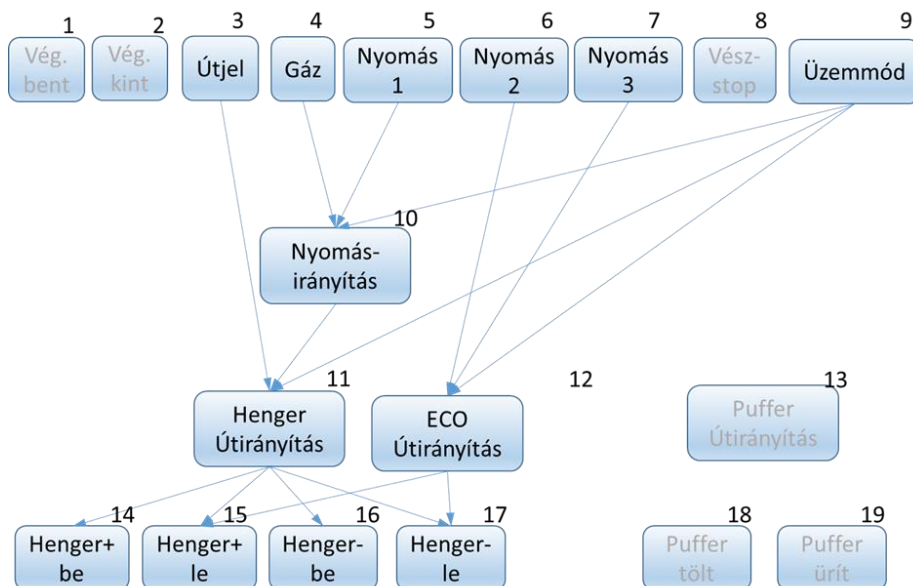 1
2
3
4
5
6
7
8
9
Vég.
bent
Vég.
kint
Útjel
Gáz
Nyomás
1
Nyomás
2
Nyomás
3
Vész-
stop
Üzemmód
10
Nyomás-
irányítás
11
12
13
Henger
Útirányítás
ECO
Útirányítás
Puffer
Útirányítás
14
15
16
17
18
19
Henger+
be
Henger+
le
Henger-
be
Henger-
le
Puffer
tölt
Puffer
ürít